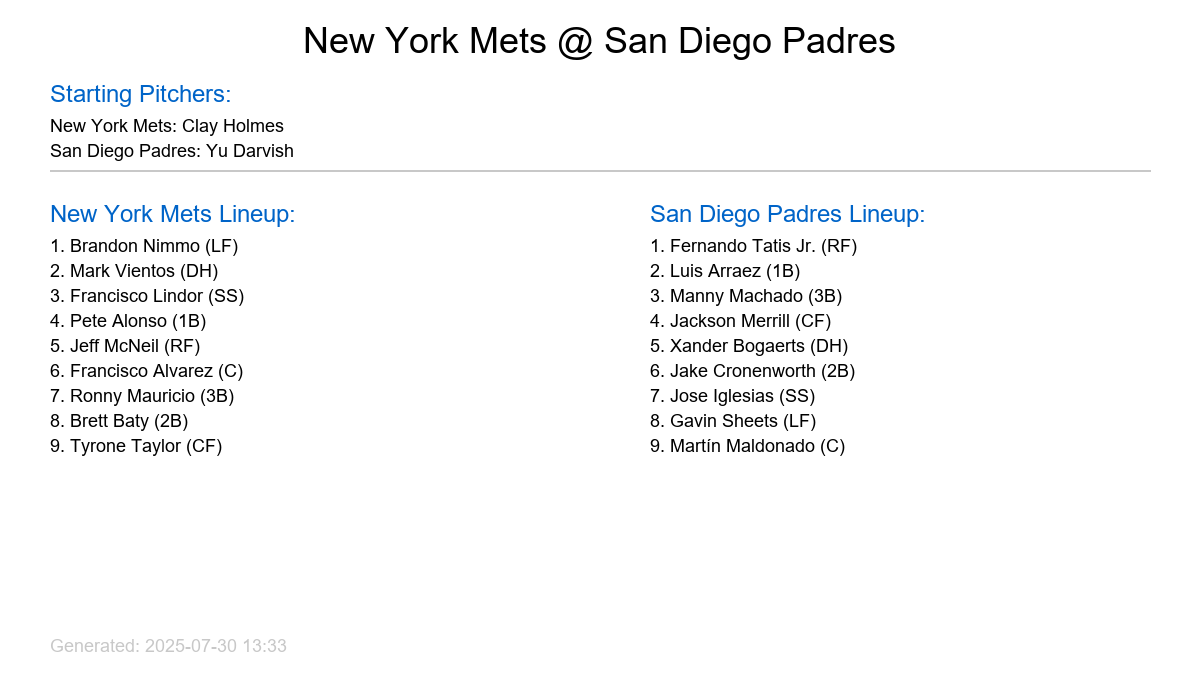 New York Mets @ San Diego Padres
Starting Pitchers:
New York Mets: Clay Holmes
San Diego Padres: Yu Darvish
New York Mets Lineup:
1. Brandon Nimmo (LF)
2. Mark Vientos (DH)
3. Francisco Lindor (SS)
4. Pete Alonso (1B)
5. Jeff McNeil (RF)
6. Francisco Alvarez (C)
7. Ronny Mauricio (3B)
8. Brett Baty (2B)
9. Tyrone Taylor (CF)
San Diego Padres Lineup:
1. Fernando Tatis Jr. (RF)
2. Luis Arraez (1B)
3. Manny Machado (3B)
4. Jackson Merrill (CF)
5. Xander Bogaerts (DH)
6. Jake Cronenworth (2B)
7. Jose Iglesias (SS)
8. Gavin Sheets (LF)
9. Martín Maldonado (C)
Generated: 2025-07-30 13:33